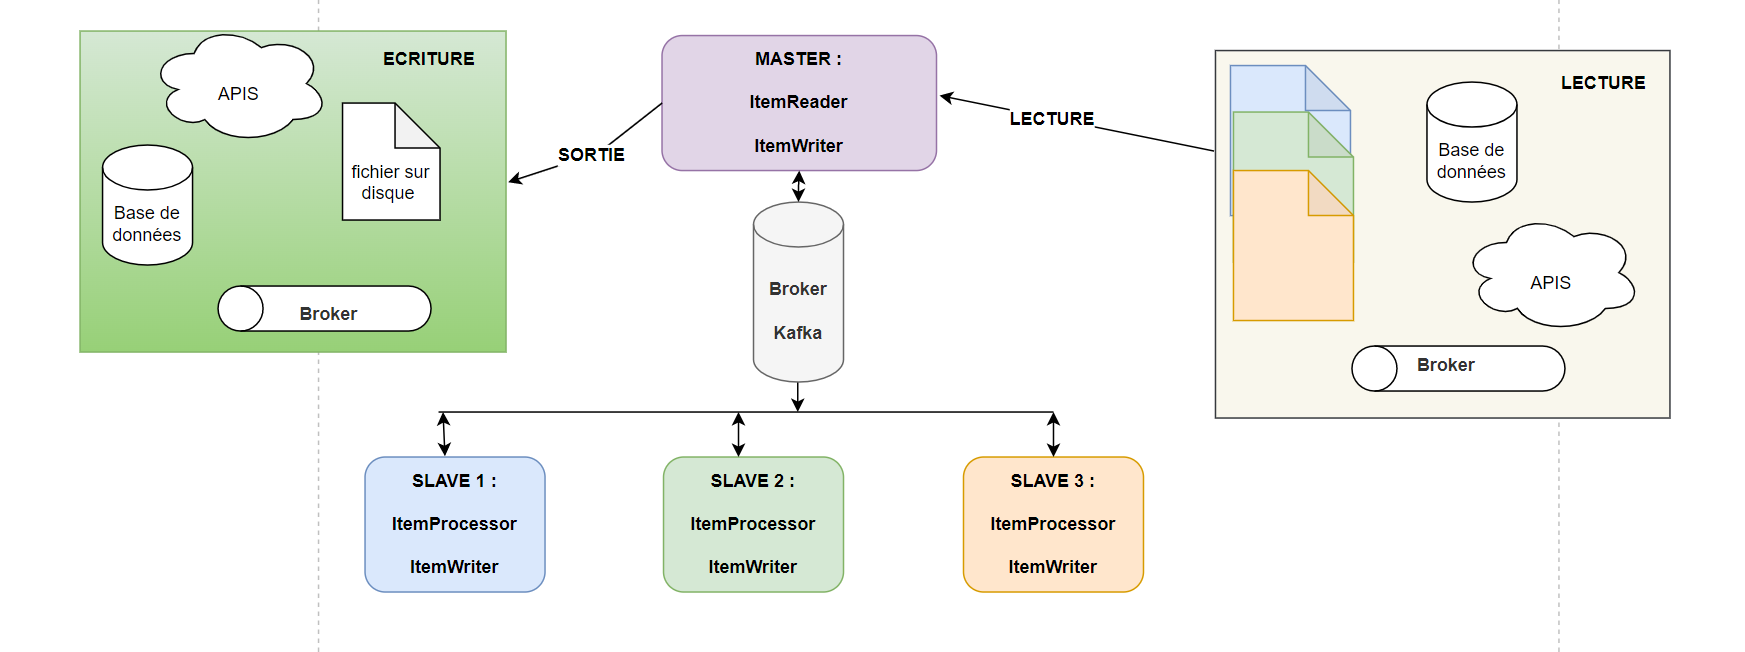 ECRITURE
APIS
fichier sur
disque
Base de
données
Broker
SORTIE
MASTER :
ItemReader
ItemWriter
LECTURE
LECTURE
Base de
données
APIS
Broker
Broker
Kafka
SLAVE 1 :
ItemProcessor
ItemWriter
SLAVE 2 :
ItemProcessor
ItemWriter
SLAVE 3 :
ItemProcessor
ItemWriter